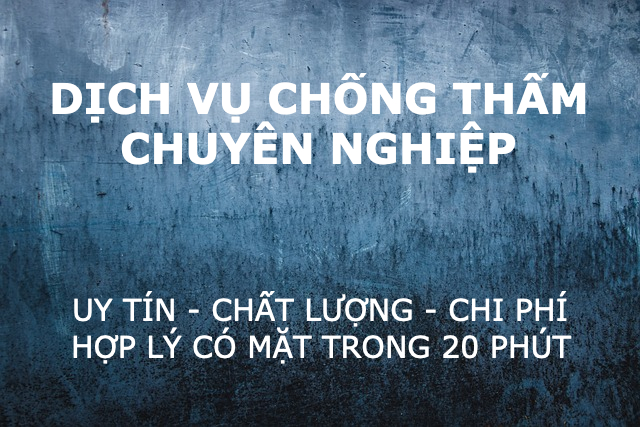 DỊCH VỤ CHỐNG THẤM
CHUYÊN NGHIỆP
UY TÍN - CHẤT LƯỢNG - CHI PHÍ
HỢP LÝ CÓ MẶT TRONG 20 PHÚT